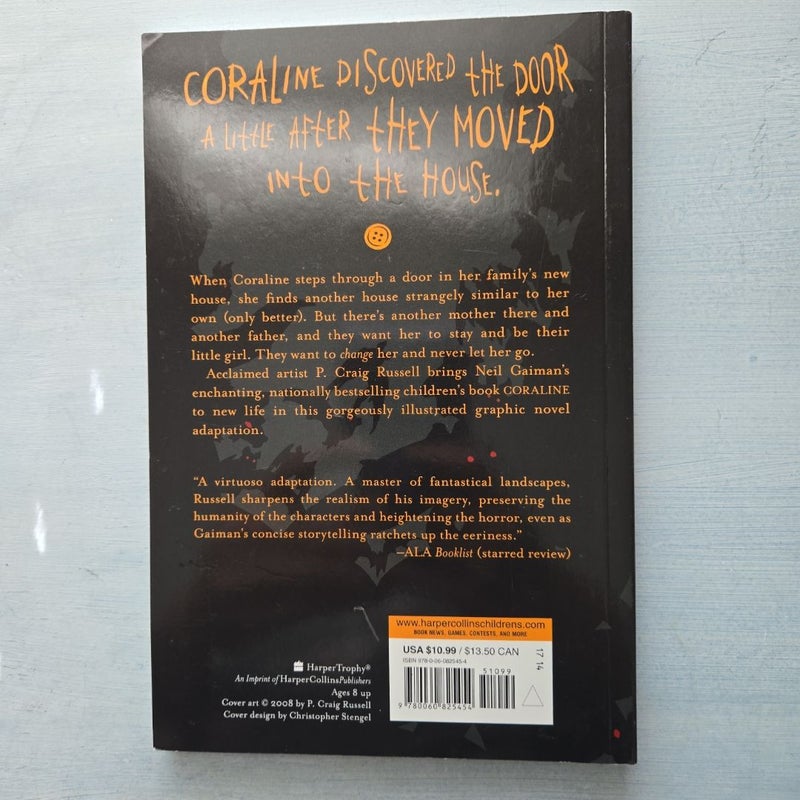 CORALINE DISCOVERED THE DOOR
A LITTLE AFTER THEY MOVED
INTO THE HOUSE.
When Coraline steps through a door in her family's new
house, she finds another house strangely similar to her
own (only better). But there's another mother there and
another father, and they want her to stay and be their
little girl. They want to change her and never let her go.
Acclaimed artist P. Craig Russell brings Neil Gaiman's
enchanting, nationally bestselling children's book CORALINE
to new life in this gorgeously illustrated graphic novel
adaptation.
"A virtuoso adaptation. A master of fantastical landscapes,
Russell sharpens the realism of his imagery, preserving the
humanity of the characters and heightening the horror, even as
Gaiman's concise storytelling ratchets up the eeriness."
—ALA Booklist (starred review)
HarperTrophy®
An Imprint of HarperCollinsPublishers
Ages 8 up
Cover art © 2008 by P. Craig Russell
Cover design by Christopher Stengel
www.harpercollinschildrens.com
BOOK NEWS, GAMES, CONTESTS, AND MORE
USA $10.99 / $13.50 CAN
ISBN 978-0-06-082545-4
51099
9 780060 825454
17 14